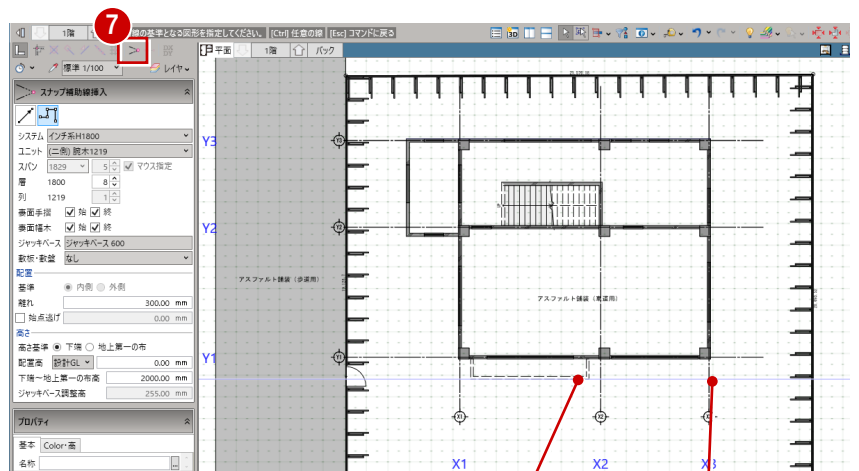 7
1階
線の基準となる図形を指定してください。 [Ctrl] 任意の線 | [Esc] コマンドに戻る
3D
標準 1/100
レイヤ
平面
1階
バック
スナップ補助線挿入
システム インチ系H1800
ユニット (二側) 腕木1219
スパン 1829 5 マウス指定
層 1800 8
列 1219 1
表面手摺 始 終
表面幅木 始 終
ジャッキベース ジャッキベース 600
敷板・敷盤 なし
配置
基準 内側 外側
離れ 300.00 mm
始点逃げ 0.00 mm
高さ
高さ基準 下端 地上第一の布
配置高 設計GL 0.00 mm
下端～地上第一の布高 2000.00 mm
ジャッキベース調整高 255.00 mm
プロパティ
基本 Color・高
名称
Y3
Y3
Y2
Y2
アスファルト舗装 (歩道用)
アスファルト舗装 (車道用)
Y1
Y1
X1
X2
X1
X2
X3